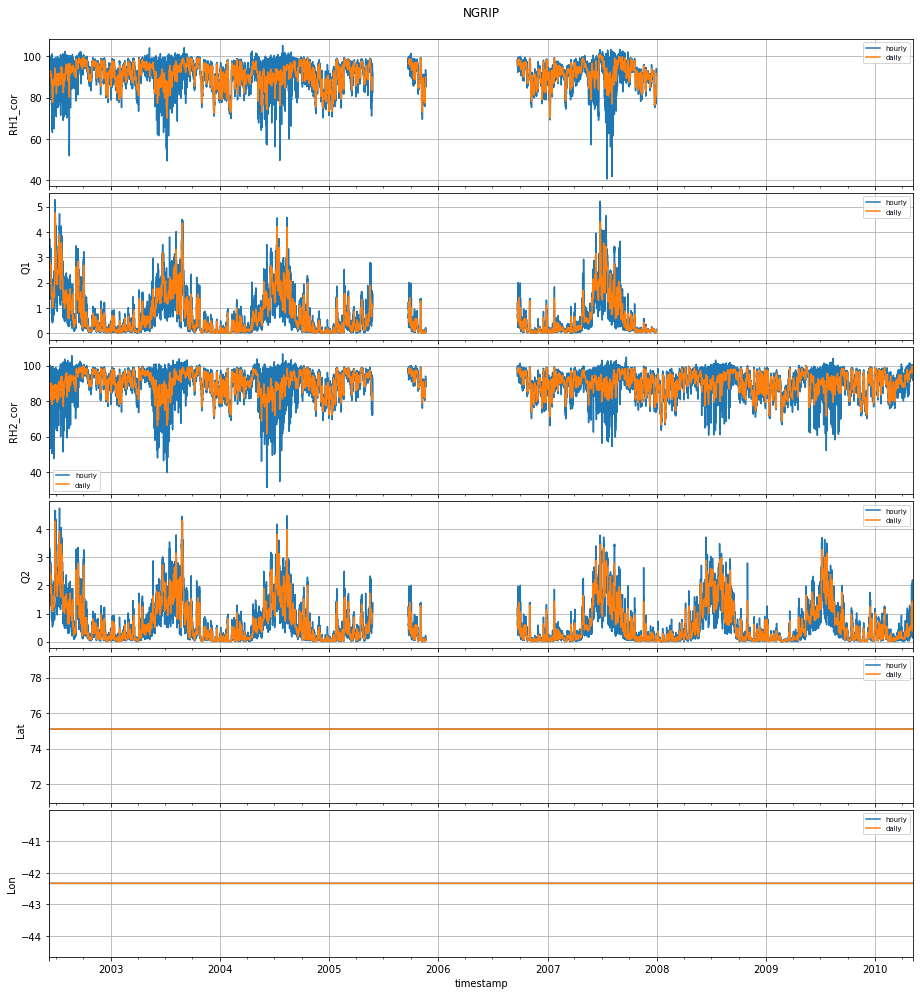 NGRIP
100
80
60
40
RH1_cor
hourly
daily
5
4
3
2
1
0
Q1
hourly
daily
100
80
60
40
RH2_cor
hourly
daily
4
3
2
1
0
Q2
hourly
daily
78
76
74
72
Lat
hourly
daily
−41
−42
−43
−44
Lon
hourly
daily
2003 2004 2005 2006 2007 2008 2009 2010
timestamp